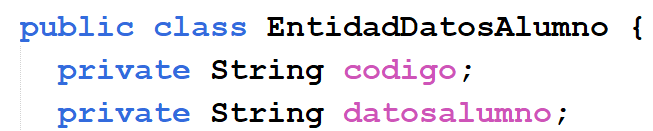 public class EntidadDatosAlumno {
private String codigo;
private String datosalumno;